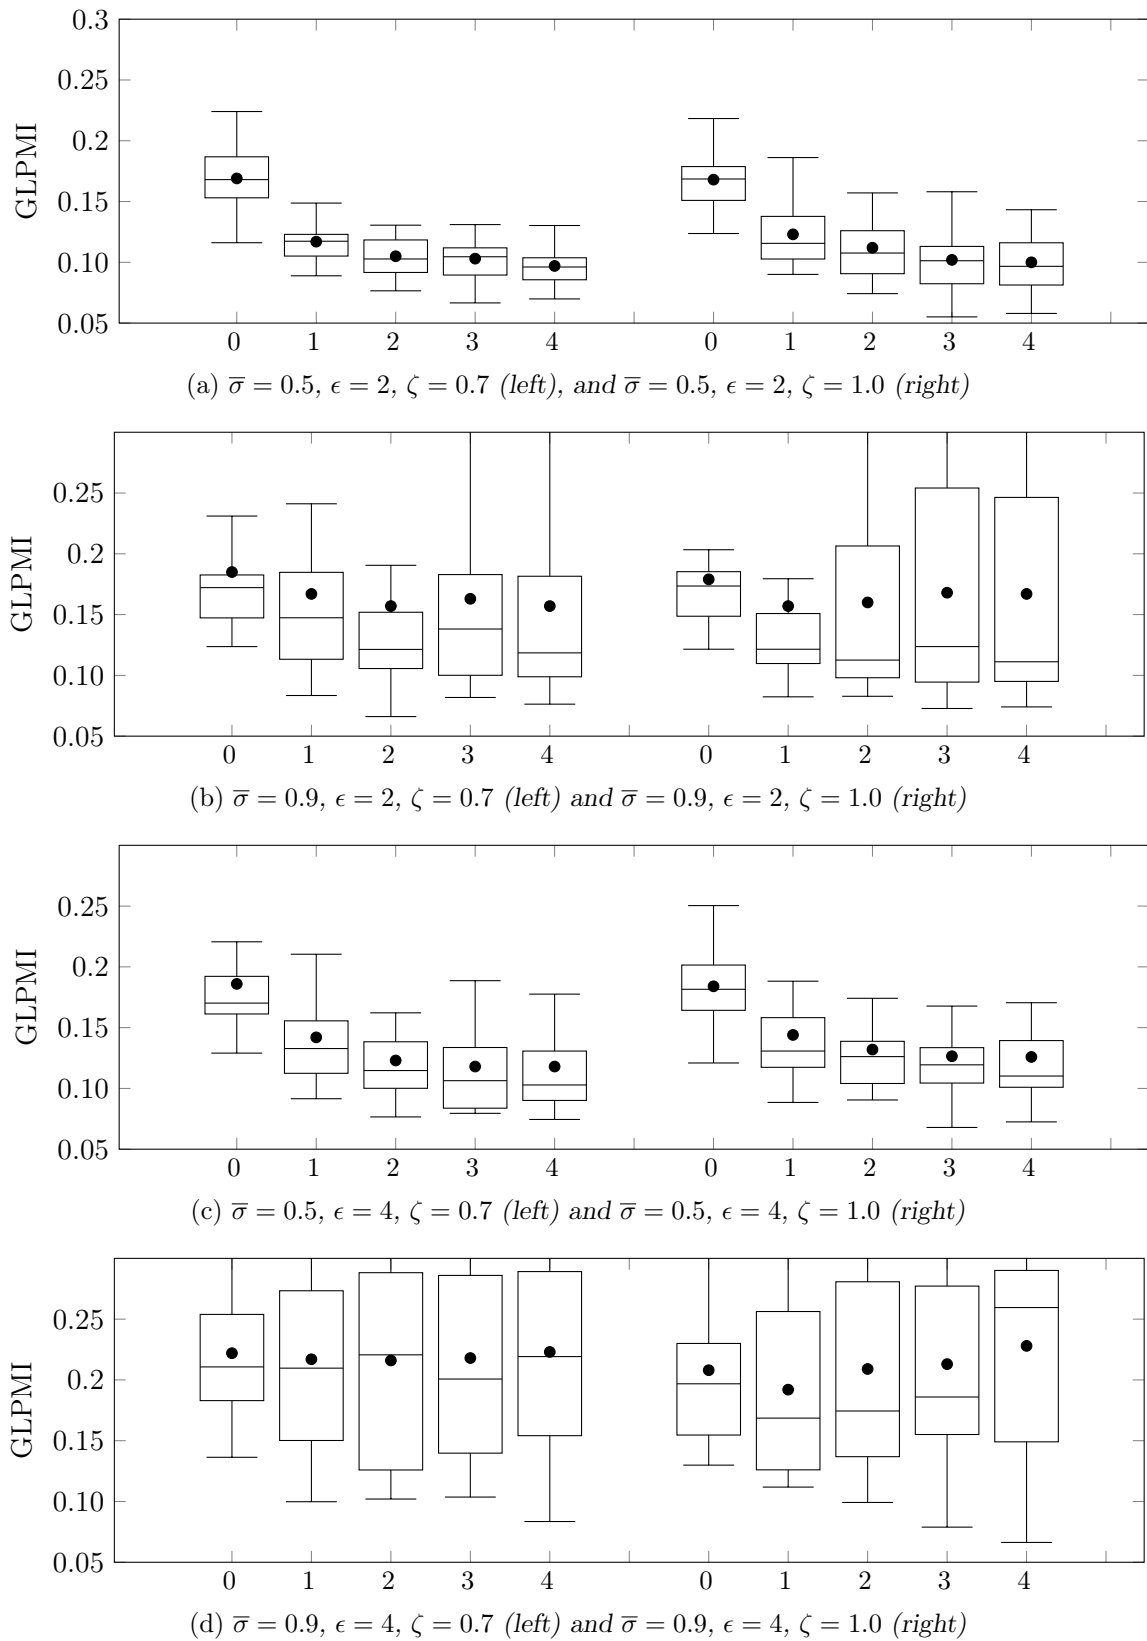 0.3
0.25
0.2
0.15
0.10
0.05
GLPMI
0 1 2 3 4 0 1 2 3 4
(a) σ̅ = 0.5, ϵ = 2, ζ = 0.7 (left), and σ̅ = 0.5, ϵ = 2, ζ = 1.0 (right)
0.25
0.2
0.15
0.10
0.05
GLPMI
0 1 2 3 4 0 1 2 3 4
(b) σ̅ = 0.9, ϵ = 2, ζ = 0.7 (left) and σ̅ = 0.9, ϵ = 2, ζ = 1.0 (right)
0.25
0.2
0.15
0.10
0.05
GLPMI
0 1 2 3 4 0 1 2 3 4
(c) σ̅ = 0.5, ϵ = 4, ζ = 0.7 (left) and σ̅ = 0.5, ϵ = 4, ζ = 1.0 (right)
0.25
0.2
0.15
0.10
0.05
GLPMI
0 1 2 3 4 0 1 2 3 4
(d) σ̅ = 0.9, ϵ = 4, ζ = 0.7 (left) and σ̅ = 0.9, ϵ = 4, ζ = 1.0 (right)